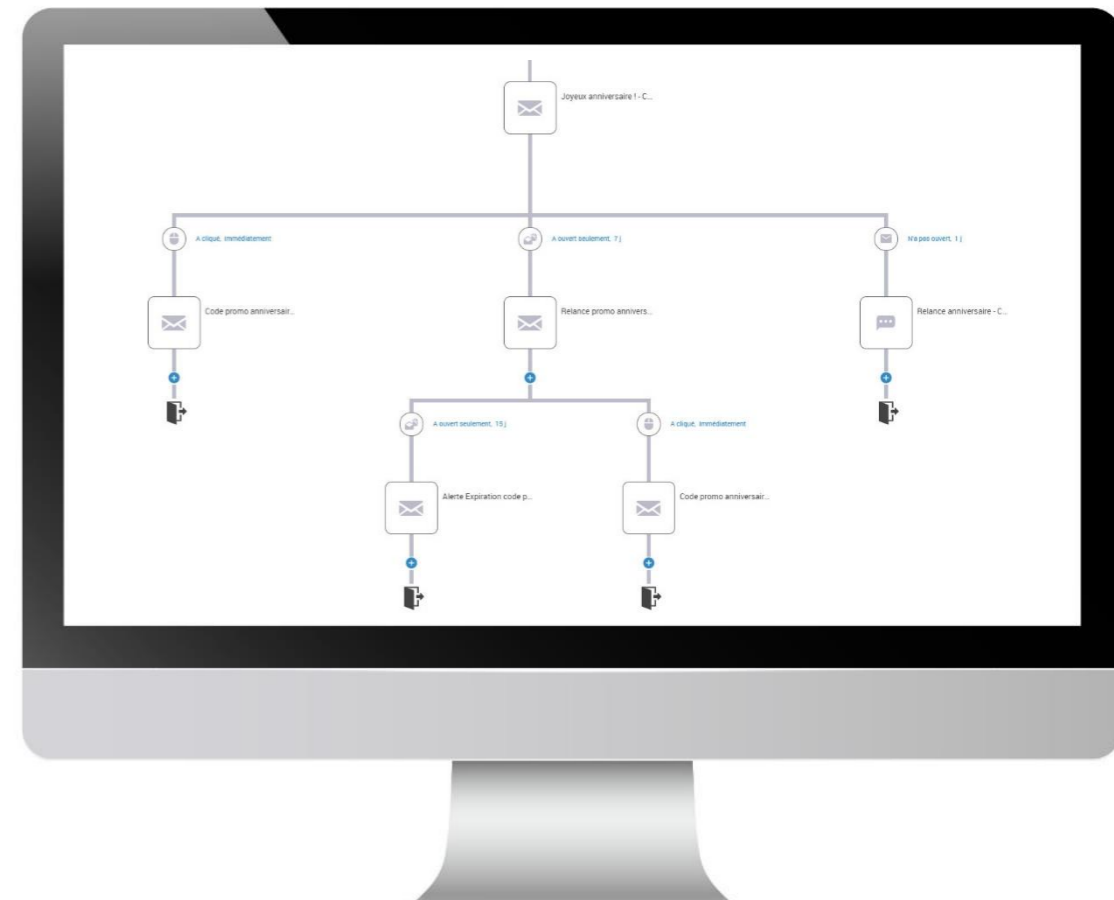 Joyeux anniversaire ! - C...
A cliqué, Immédiatement
A ouvert seulement, 7 j
N'e pas ouvert, 1 j
Code promo anniversair...
Relance promo annivers...
Relance anniversaire - C...
A ouvert seulement, 15 j
A cliqué, Immédiatement
Alerte Expiration code p...
Code promo anniversair...